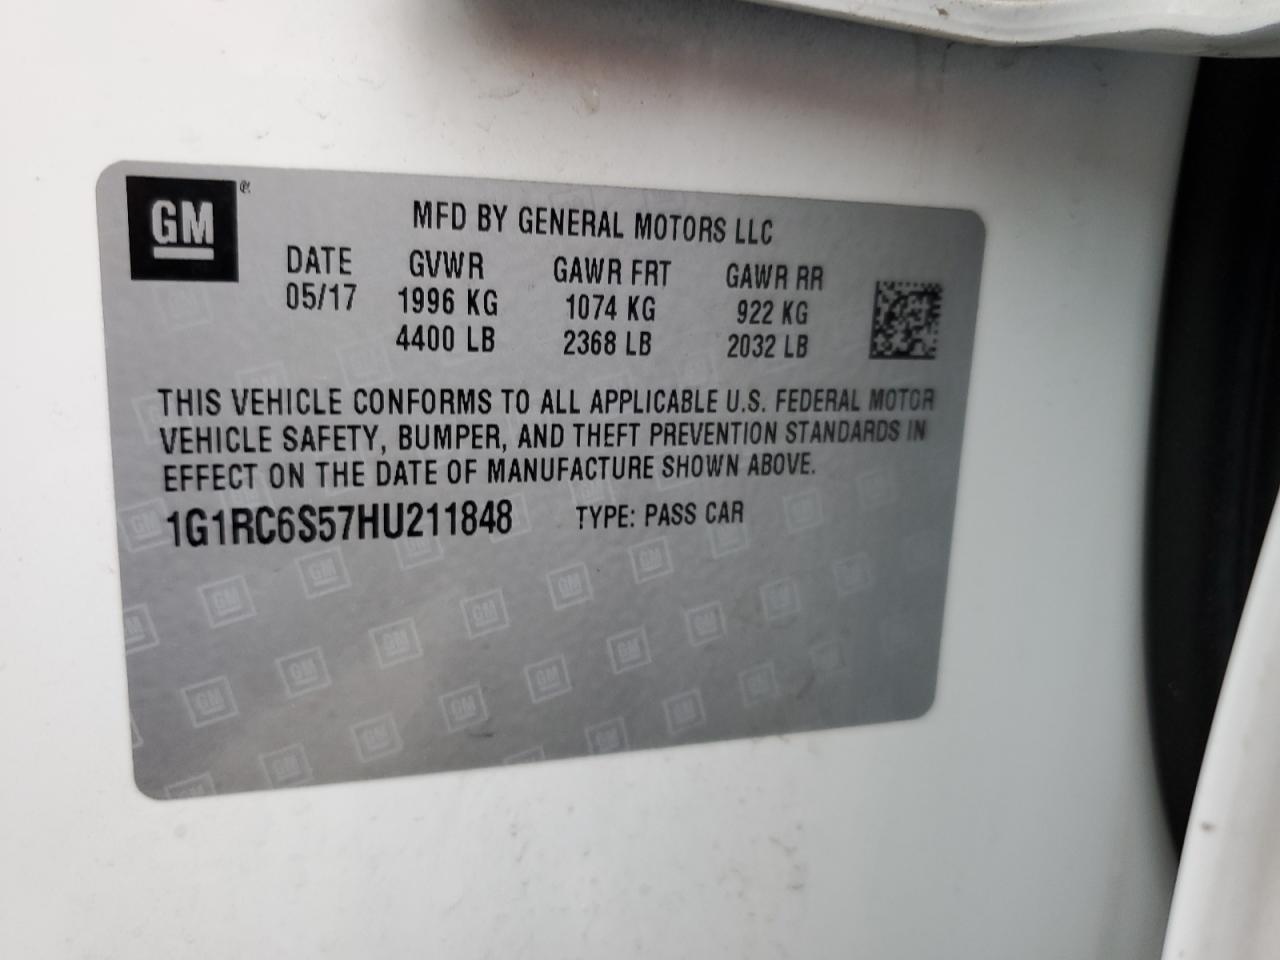 GM
MFD BY GENERAL MOTORS LLC
DATE GVWR GAWR FRT GAWR RR
05/17 1996 KG 1074 KG 922 KG
4400 LB 2368 LB 2032 LB
THIS VEHICLE CONFORMS TO ALL APPLICABLE U.S. FEDERAL MOTOR
VEHICLE SAFETY, BUMPER, AND THEFT PREVENTION STANDARDS IN
EFFECT ON THE DATE OF MANUFACTURE SHOWN ABOVE.
1G1RC6S57HU211848 TYPE: PASS CAR